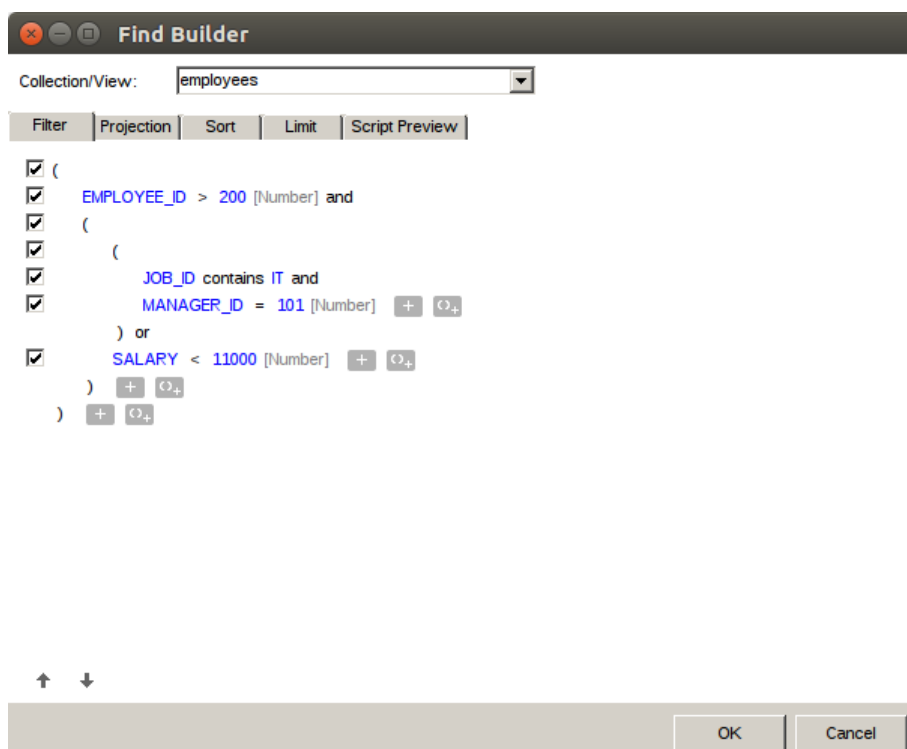 Find Builder
Collection/View: employees
Filter Projection Sort Limit Script Preview
(
EMPLOYEE_ID > 200 [Number] and
(
(
JOB_ID contains IT and
MANAGER_ID = 101 [Number]
) or
SALARY < 11000 [Number]
)
)
OK Cancel